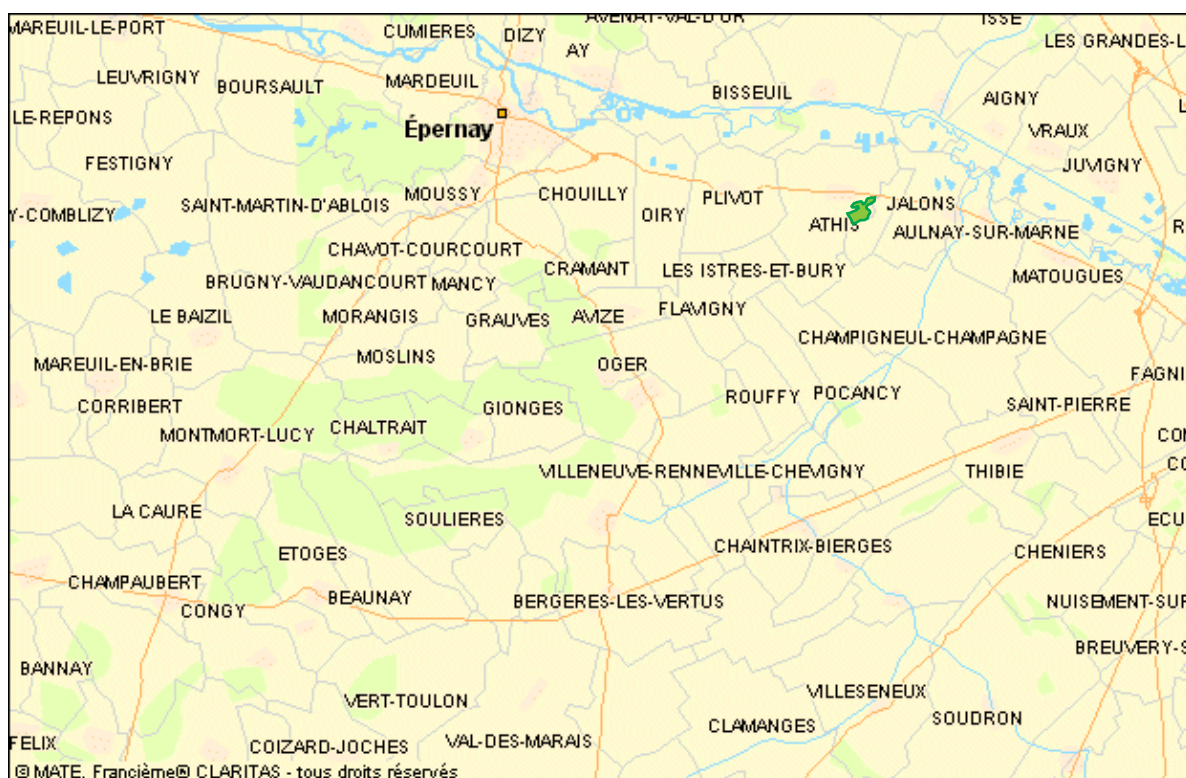 AVENAY-VAL-D'OR
ISSE
MAREUIL-LE-PORT
CUMIERES
DIZY
AY
LES GRANDES-L
LEUVRIGNY
BOURSAULT
MARDEUIL
BISSEUIL
AIGNY
L
LE-REPONS
Épernay
VRAUX
FESTIGNY
JUVIGNY
MOUSSY
CHOUILLY
PLIVOT
Y-COMBLIZY
SAINT-MARTIN-D'ABLOIS
OIRY
JALONS
ATHIS
AULNAY-SUR-MARNE
R
CHAVOT-COURCOURT
CRAMANT
LES ISTRES-ET-BURY
MATOUGUES
BRUGNY-VAUDANCOURT
MANCY
LE BAIZIL
MORANGIS
GRAUVES
AVIZE
FLAVIGNY
CHAMPIGNEUL-CHAMPAGNE
MAREUIL-EN-BRIE
MOSLINS
OGER
FAGNI
CORRIBERT
GIONGES
ROUFFY
POCANCY
SAINT-PIERRE
MONTMORT-LUCY
CHALTRAIT
CON
CO
VILLENEUVE-RENNEVILLE-CHEVIGNY
THIBIE
LA CAURE
SOULIERES
ECU
ETOGES
CHAINTRIX-BIERGES
CHENIERS
CHAMPAUBERT
CONGY
BEAUNAY
BERGERES-LES-VERTUS
NUISEMENT-SUR
BREUVERY-S
BANNAY
VERT-TOULON
VILLESENEUX
CLAMANGES
SOUDRON
FELIX
COIZARD-JOCHES
VAL-DES-MARAIS
© MATE, Francième® CLARITAS - tous droits réservés